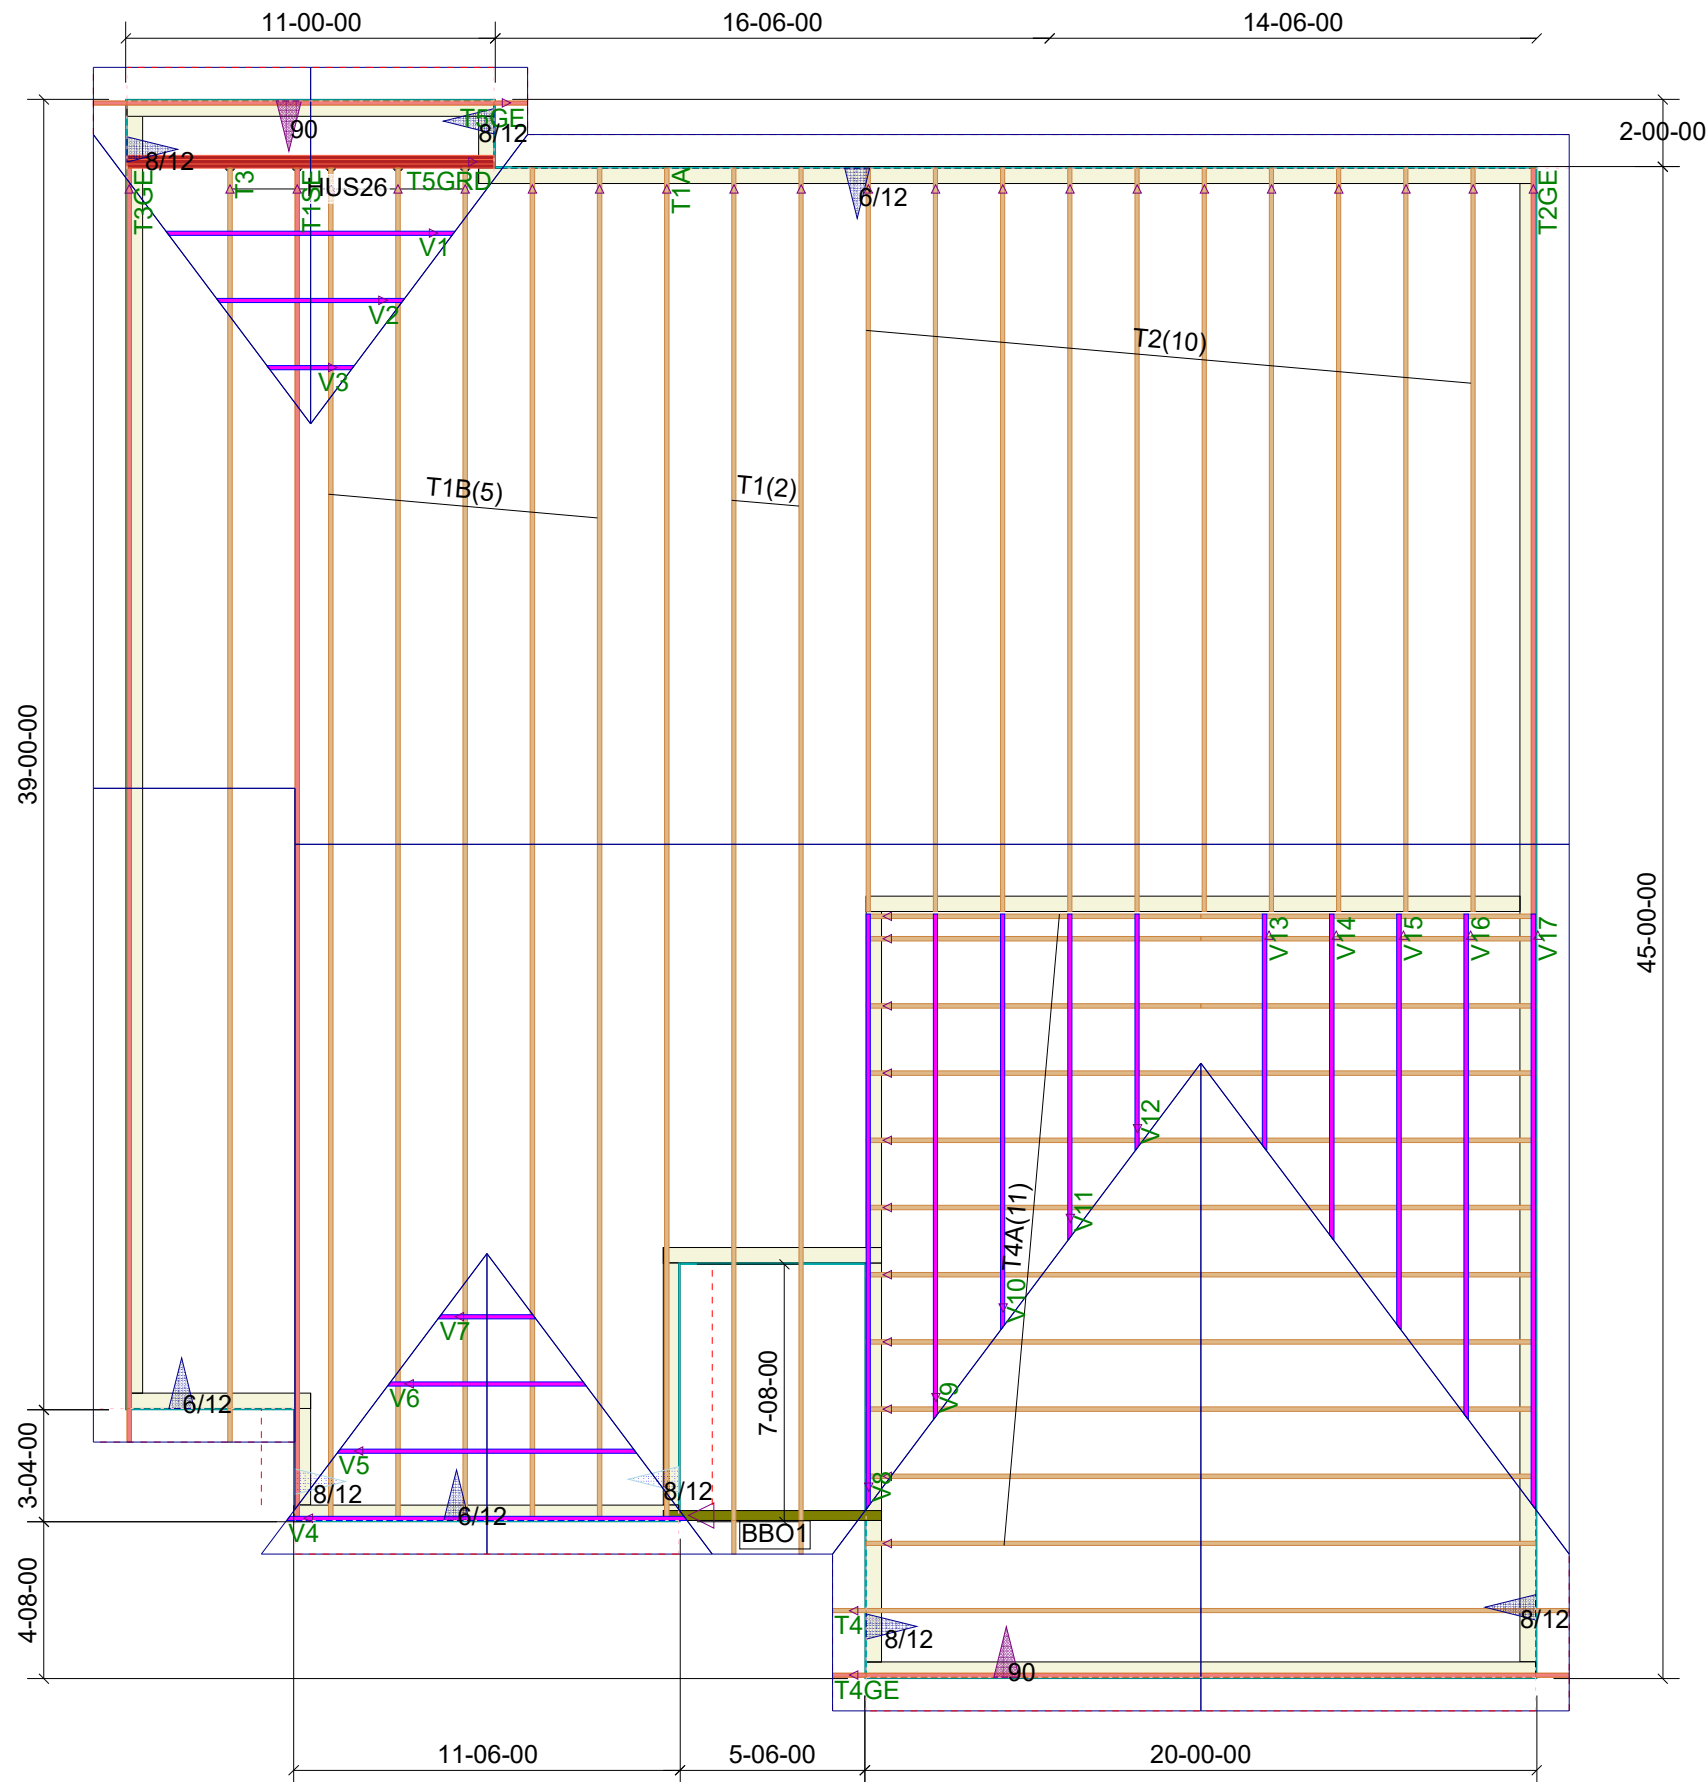 11-00-00
16-06-00
14-06-00
T5GE
90
8/12
8/12
2-00-00
T3GE
T3
T1SE
HUS26
T5GRD
T1A
6/12
T2GE
V1
V2
V3
T2(10)
T1B(5)
T1(2)
39-00-00
45-00-00
V13
V14
V15
V16
V17
V12
V11
T4A(11)
V10
V9
V8
7-08-00
V7
V6
V5
6/12
3-04-00
8/12
6/12
8/12
V4
BBO1
4-08-00
T4
8/12
8/12
90
T4GE
11-06-00
5-06-00
20-00-00